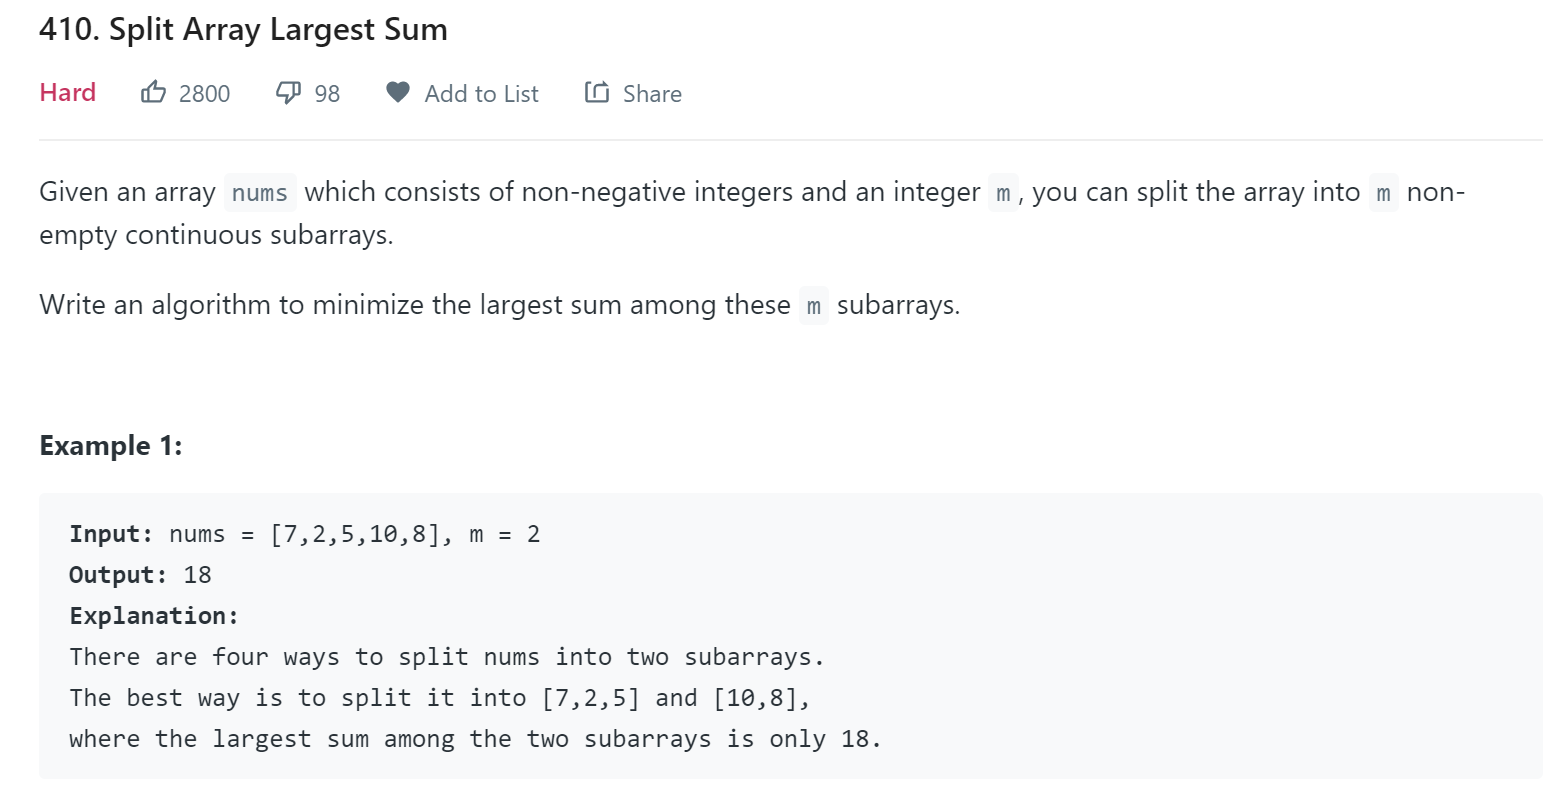 410. Split Array Largest Sum
Hard 2800 98 Add to List Share
Given an array nums which consists of non-negative integers and an integer m, you can split the array into m non-
empty continuous subarrays.
Write an algorithm to minimize the largest sum among these m subarrays.
Example 1:
Input: nums = [7,2,5,10,8], m = 2
Output: 18
Explanation:
There are four ways to split nums into two subarrays.
The best way is to split it into [7,2,5] and [10,8],
where the largest sum among the two subarrays is only 18.